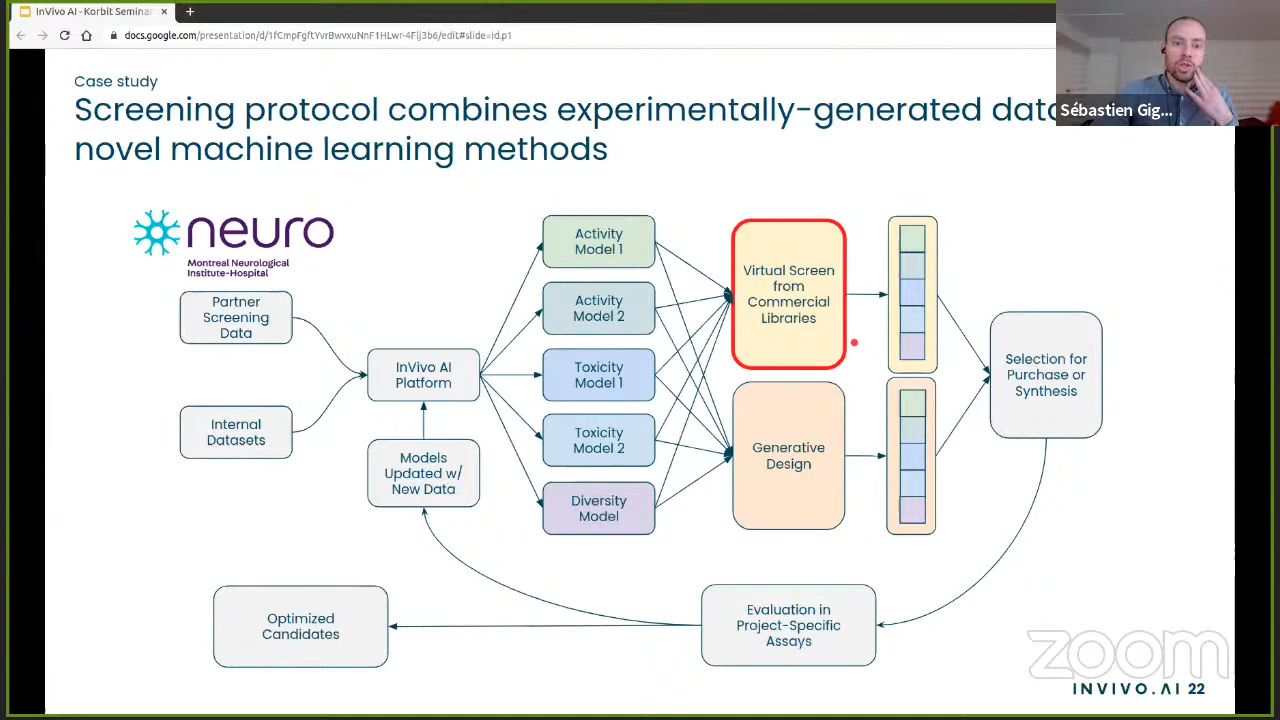 InVivo AI - Korbit Seminar
docs.google.com/presentation/d/1fCmpFgftYvrBwvxuNnF1HLwr-4Flj3b6/edit#slide=id.p1
Sébastien Gig...
Case study
Screening protocol combines experimentally-generated data
novel machine learning methods
neuro
Montreal Neurological
Institute-Hospital
Partner
Screening
Data
Internal
Datasets
InVivo AI
Platform
Models
Updated w/
New Data
Activity
Model 1
Activity
Model 2
Toxicity
Model 1
Toxicity
Model 2
Diversity
Model
Virtual Screen
from
Commercial
Libraries
Generative
Design
Selection for
Purchase or
Synthesis
Evaluation in
Project-Specific
Assays
Optimized
Candidates
zoom
INVIVO.AI 22